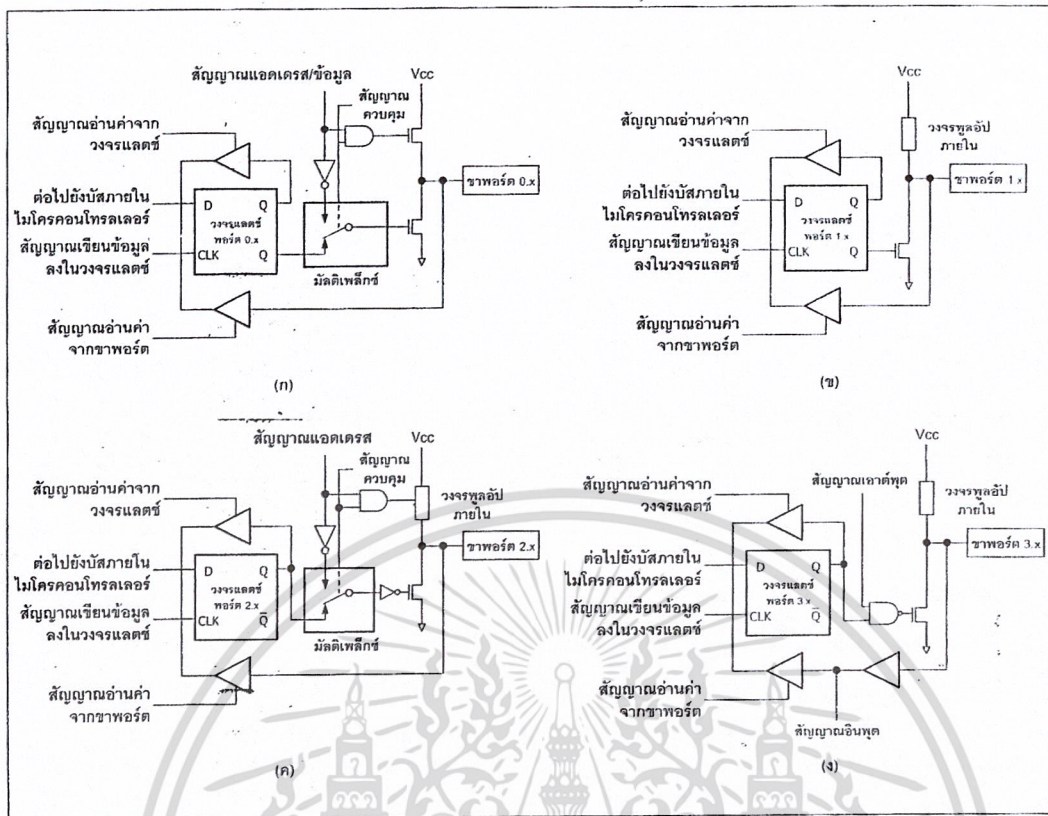 สัญญาณแอดเดรส/ข้อมูล
Vcc
สัญญาณ
ควบคุม
สัญญาณอ่านค่าจาก
วงจรแลตช์
ต่อไปยังบัสภายใน
ไมโครคอนโทรลเลอร์
สัญญาณเขียนข้อมูล
ลงในวงจรแลตช์
D Q
วงจรแลตช์
พอร์ต 0.x
CLK Q
มัลติเพล็กซ์
ขาพอร์ต 0.x
สัญญาณอ่านค่า
จากขาพอร์ต
(ก)
Vcc
สัญญาณอ่านค่าจาก
วงจรแลตช์
วงจรพูลอัป
ภายใน
ขาพอร์ต 1.x
ต่อไปยังบัสภายใน
ไมโครคอนโทรลเลอร์
สัญญาณเขียนข้อมูล
ลงในวงจรแลตช์
D Q
วงจรแลตช์
พอร์ต 1.x
CLK Q
สัญญาณอ่านค่า
จากขาพอร์ต
(ข)
สัญญาณแอดเดรส
Vcc
สัญญาณ
ควบคุม
สัญญาณอ่านค่าจาก
วงจรแลตช์
วงจรพูลอัป
ภายใน
ขาพอร์ต 2.x
ต่อไปยังบัสภายใน
ไมโครคอนโทรลเลอร์
สัญญาณเขียนข้อมูล
ลงในวงจรแลตช์
D Q
วงจรแลตช์
พอร์ต 2.x
CLK Q̅
มัลติเพล็กซ์
สัญญาณอ่านค่า
จากขาพอร์ต
(ค)
Vcc
สัญญาณเอาต์พุต
สัญญาณอ่านค่าจาก
วงจรแลตช์
วงจรพูลอัป
ภายใน
ขาพอร์ต 3.x
ต่อไปยังบัสภายใน
ไมโครคอนโทรลเลอร์
สัญญาณเขียนข้อมูล
ลงในวงจรแลตช์
D Q
วงจรแลตช์
พอร์ต 3.x
CLK Q̅
สัญญาณอ่านค่า
จากขาพอร์ต
สัญญาณอินพุต
(ง)